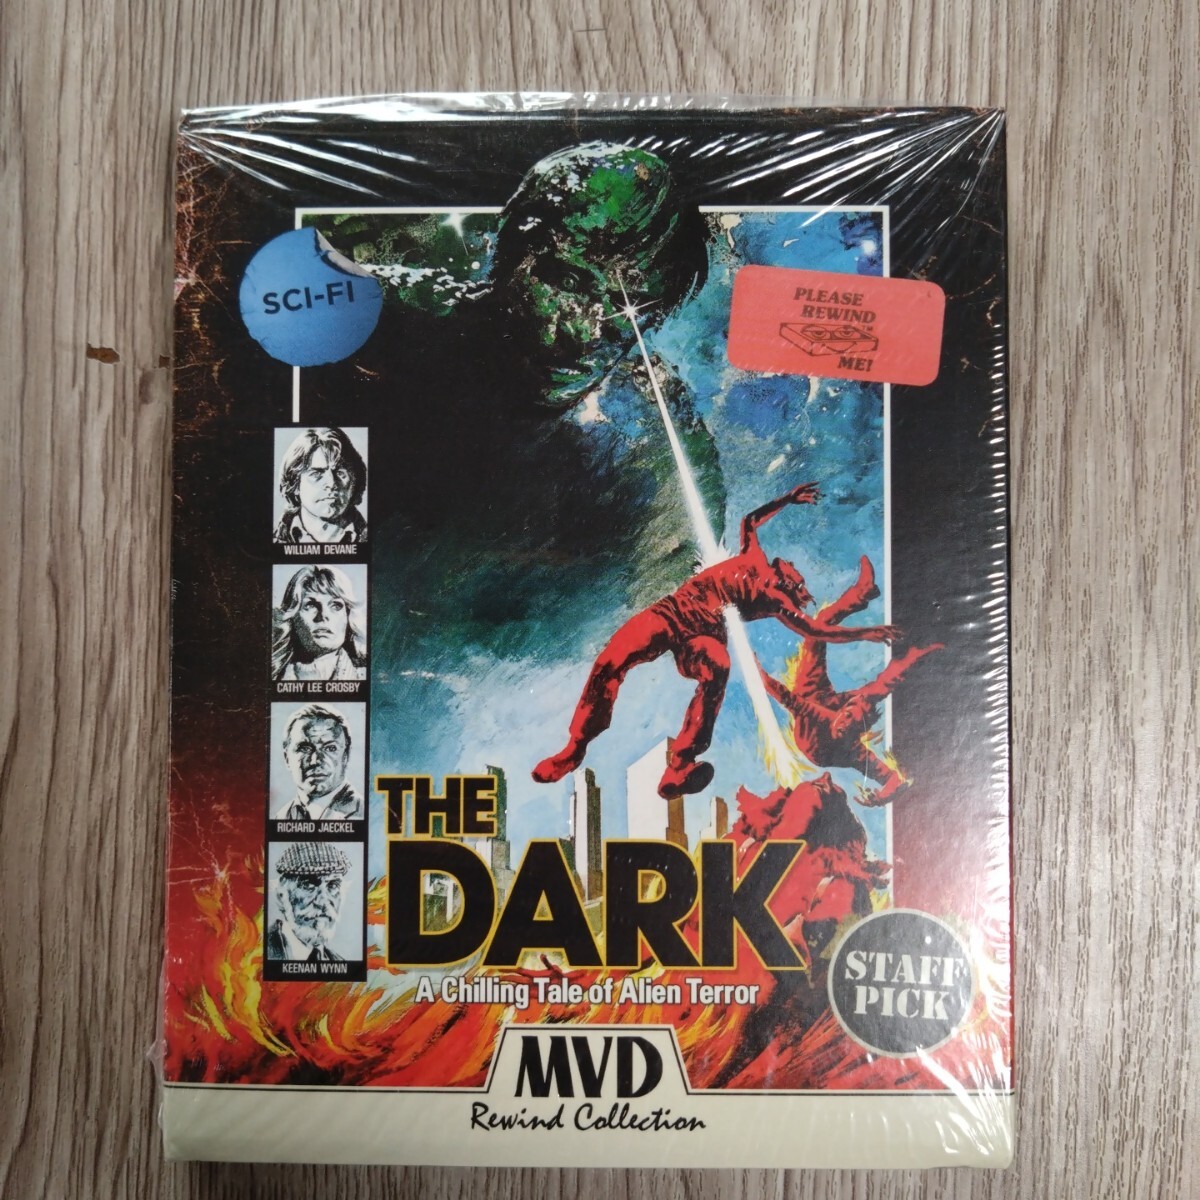 SCI-FI
PLEASE
REWIND
TM
ME!
WILLIAM DEVANE
CATHY LEE CROSBY
RICHARD JAECKEL
KEENAN WYNN
THE
DARK
A Chilling Tale of Alien Terror
STAFF
PICK
MVD
Rewind Collection